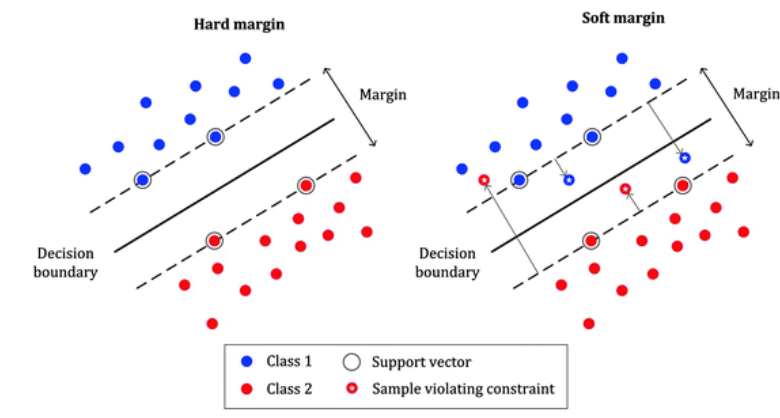 Hard margin
Soft margin
Margin
Margin
Decision
boundary
Decision
boundary
Class 1
Support vector
Class 2
Sample violating constraint